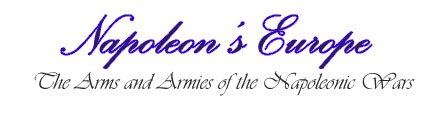 Napoleon's Europe
The Arms and Armies of the Napoleonic Wars